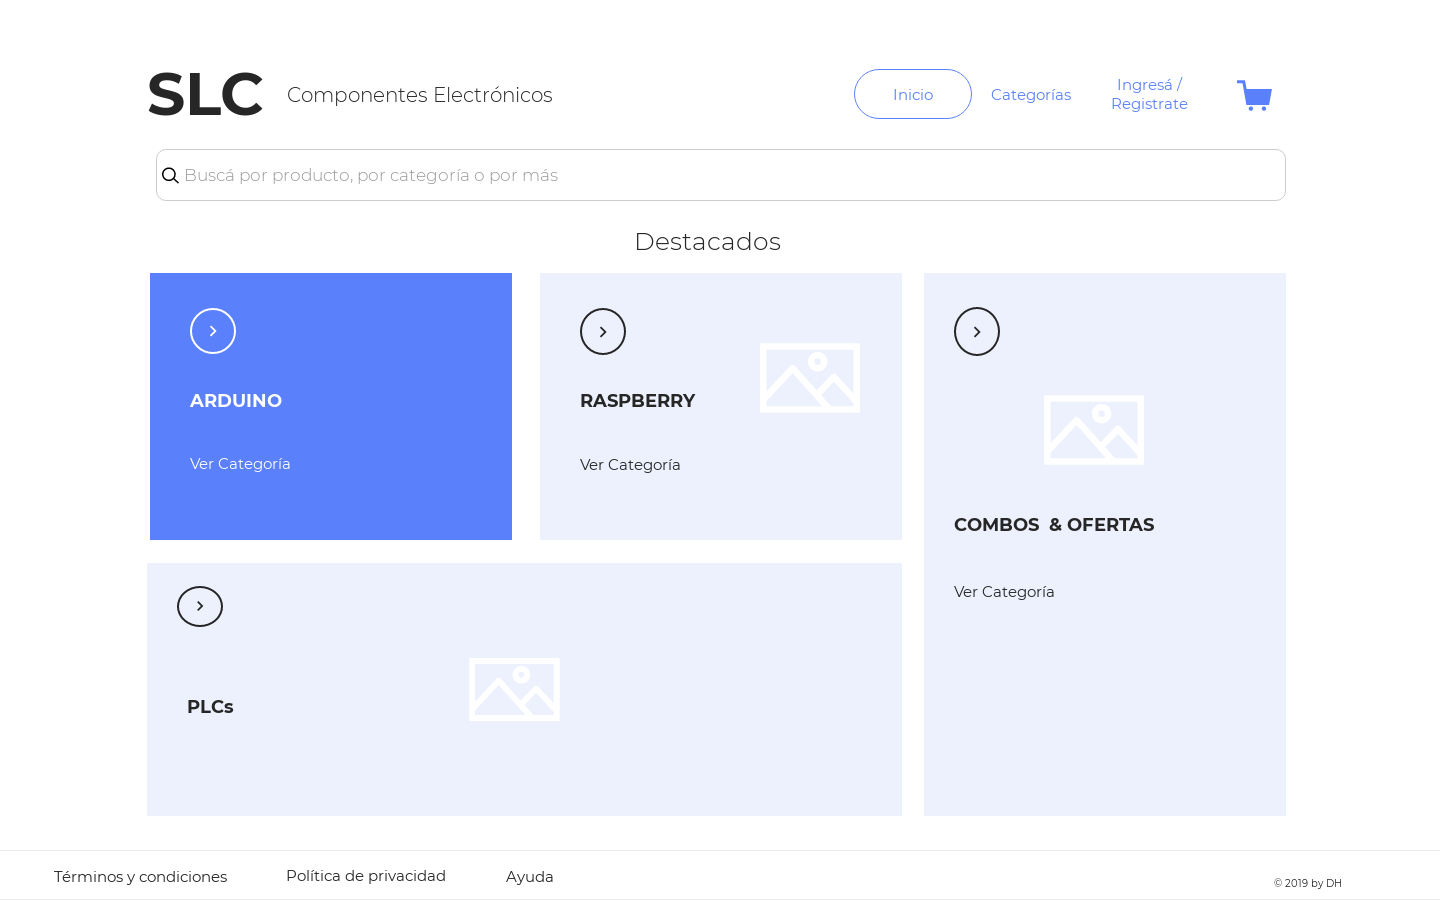 SLC
Componentes Electrónicos
Inicio
Categorías
Ingresá /
Registrate
Buscá por producto, por categoría o por más
Destacados
ARDUINO
Ver Categoría
RASPBERRY
Ver Categoría
COMBOS & OFERTAS
Ver Categoría
PLCs
Términos y condiciones
Política de privacidad
Ayuda
© 2019 by DH